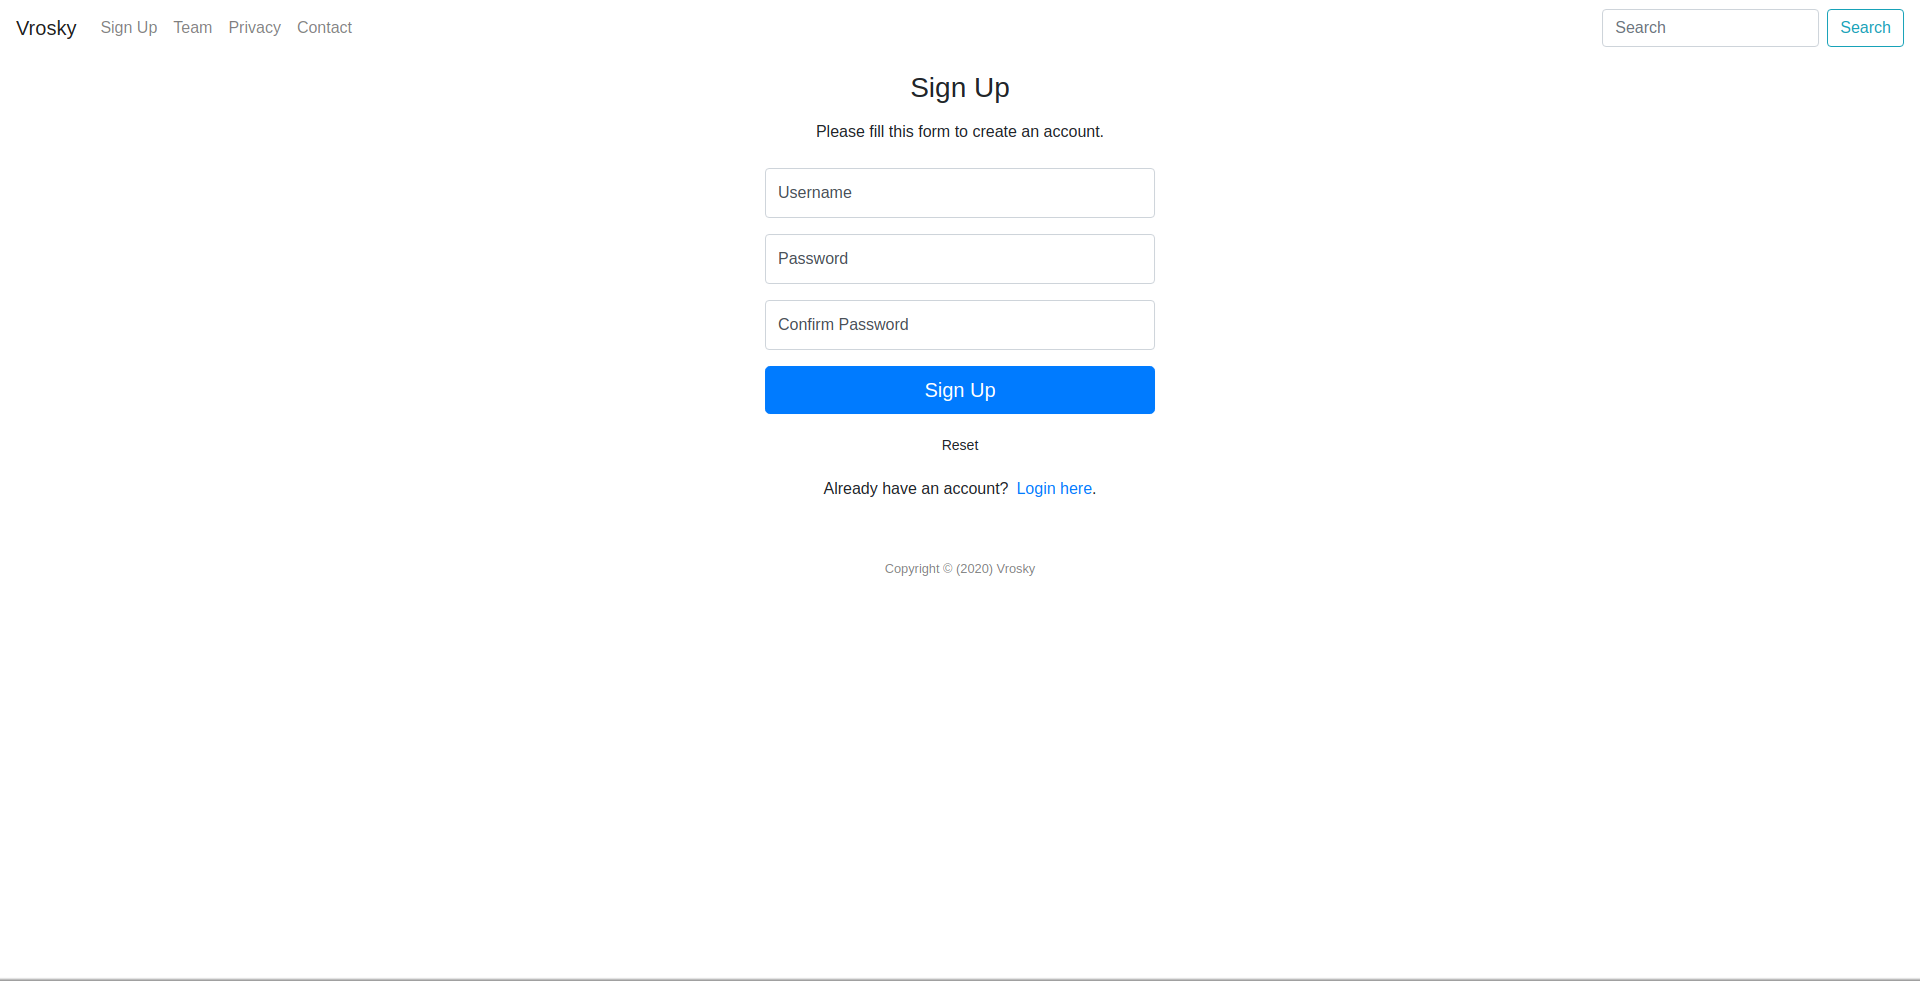 Vrosky Sign Up Team Privacy Contact Search Search
Sign Up
Please fill this form to create an account.
Username
Password
Confirm Password
Sign Up
Reset
Already have an account? Login here.
Copyright © (2020) Vrosky